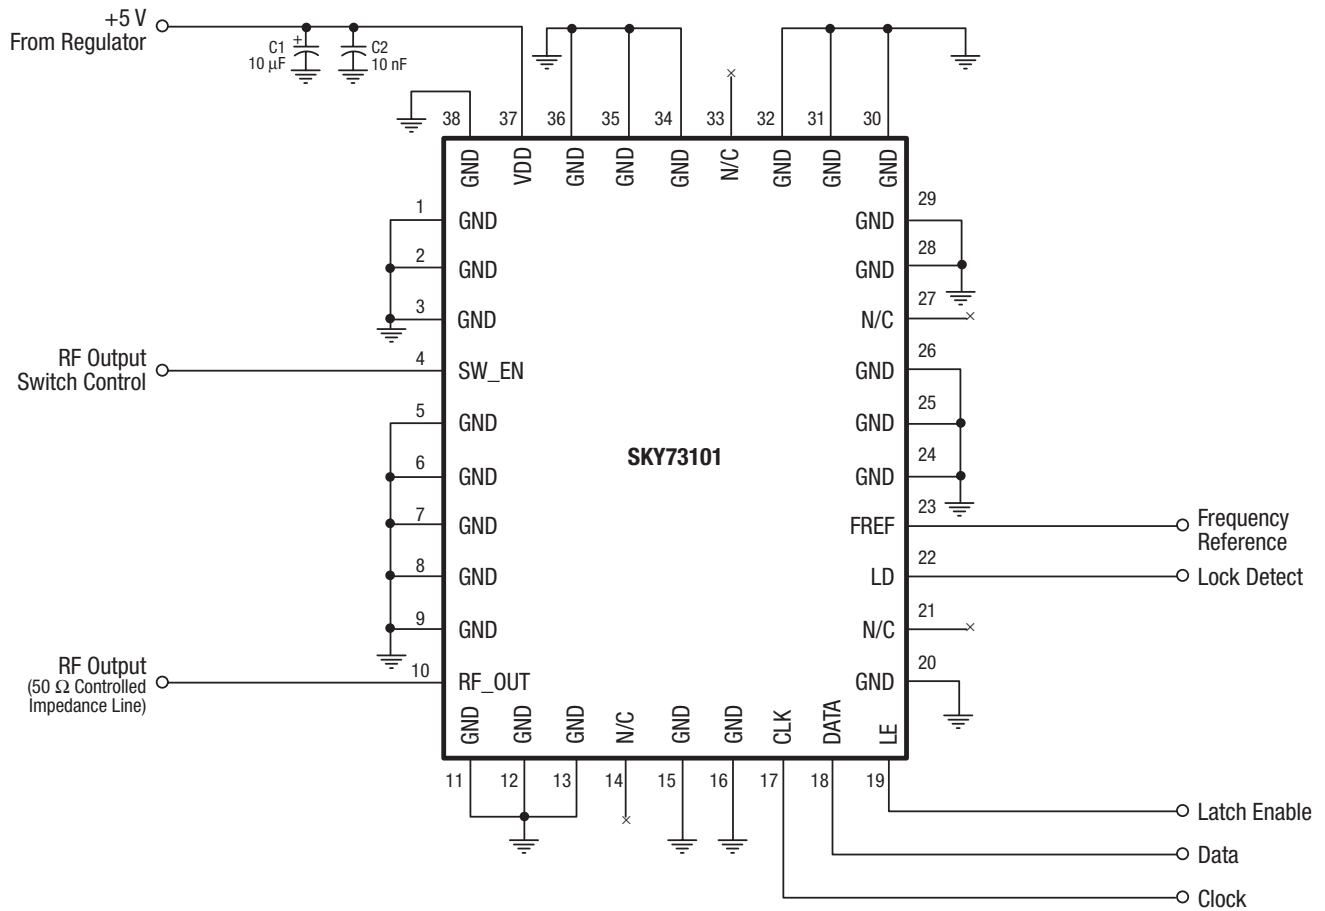 +5 V
From Regulator
C1
+
10 μF
C2
10 nF
38
37
36
35
34
33
32
31
30
GND
VDD
GND
GND
GND
N/C
GND
GND
GND
1
GND
2
GND
3
GND
RF Output
Switch Control
4
SW_EN
5
GND
6
GND
7
GND
8
GND
9
GND
RF Output
(50 Ω Controlled
Impedance Line)
10
RF_OUT
SKY73101
29
GND
28
GND
27
N/C
26
GND
25
GND
24
GND
23
FREF
Frequency
Reference
22
LD
Lock Detect
21
N/C
20
GND
GND
GND
GND
N/C
GND
GND
CLK
DATA
LE
11
12
13
14
15
16
17
18
19
Latch Enable
Data
Clock